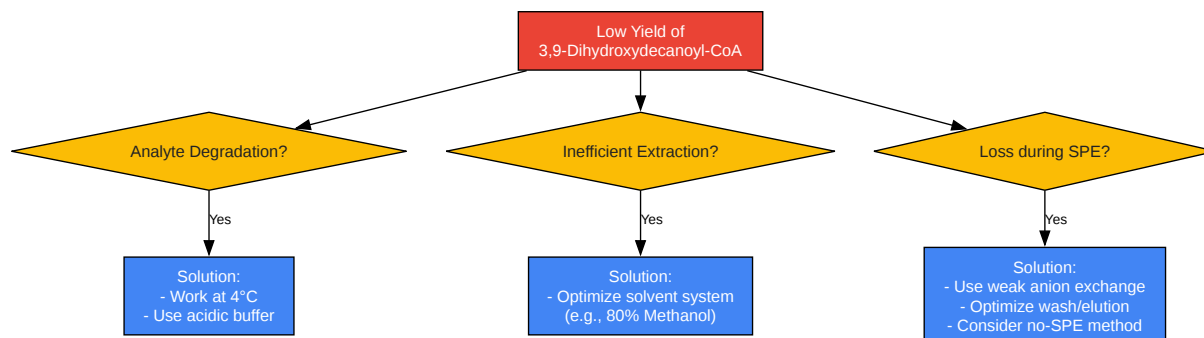 Low Yield of
3,9-Dihydroxydecanoyl-CoA
Analyte Degradation?
Inefficient Extraction?
Loss during SPE?
Yes
Yes
Yes
Solution:
- Work at 4°C
- Use acidic buffer
Solution:
- Optimize solvent system
(e.g., 80% Methanol)
Solution:
- Use weak anion exchange
- Optimize wash/elution
- Consider no-SPE method